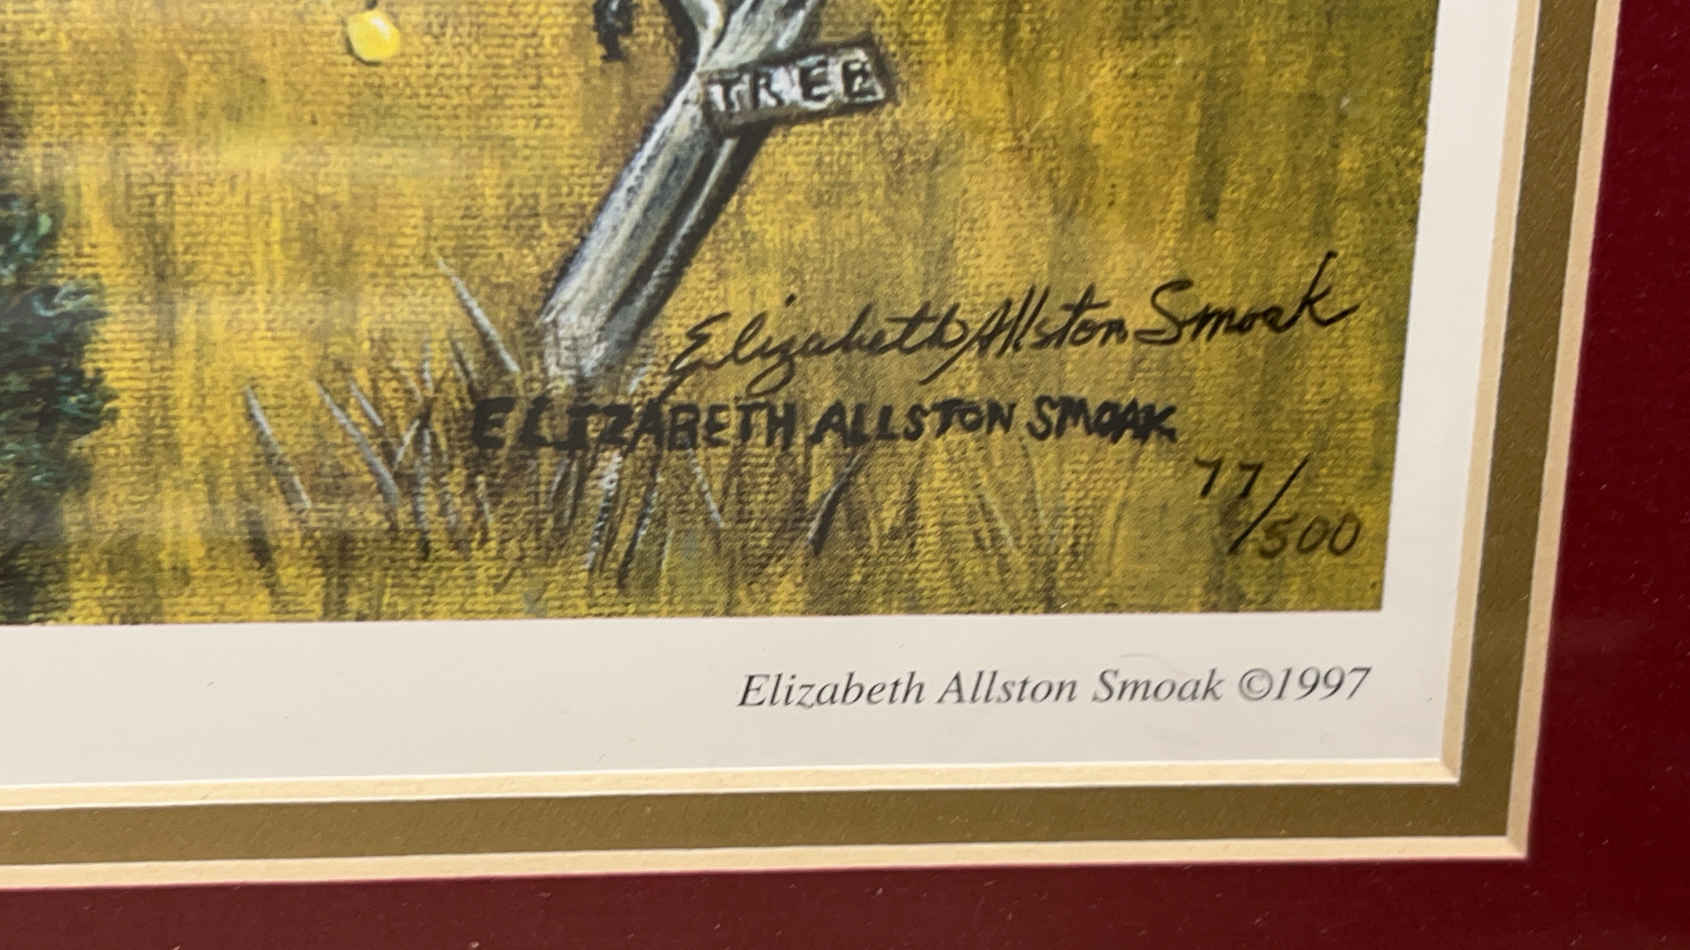 TREE
Elizabeth Allston Smoak
ELIZABETH ALLSTON SMOAK
77/500
Elizabeth Allston Smoak ©1997